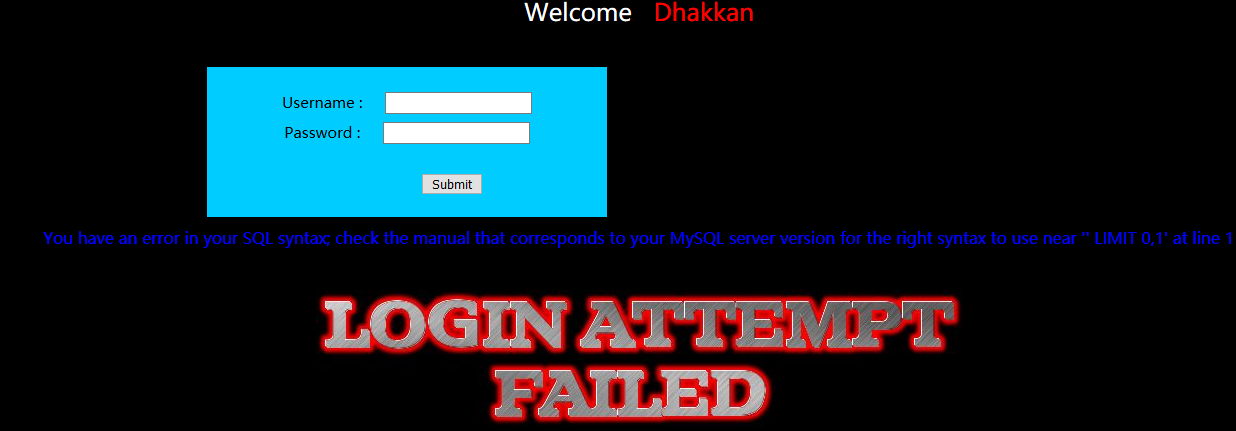 Welcome Dhakkan
Username :
Password :
Submit
You have an error in your SQL syntax; check the manual that corresponds to your MySQL server version for the right syntax to use near '' LIMIT 0,1' at line 1
LOGIN ATTEMPT
FAILED